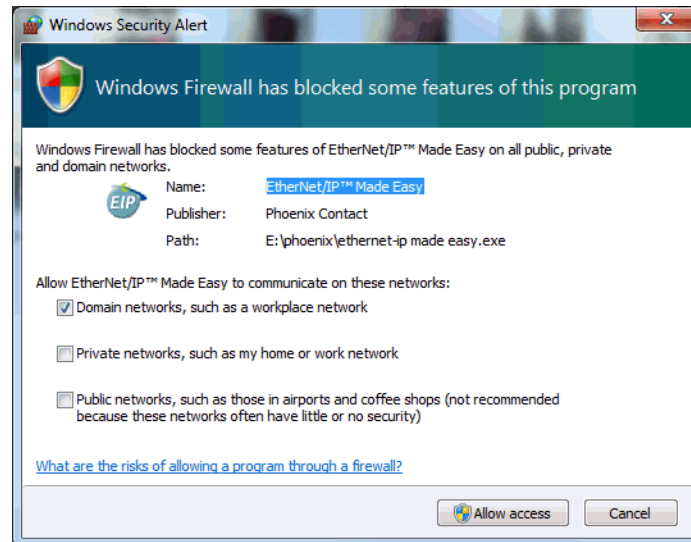 Windows Security Alert
Windows Firewall has blocked some features of this program
Windows Firewall has blocked some features of EtherNet/IP™ Made Easy on all public, private
and domain networks.
EIP
Name: EtherNet/IP™ Made Easy
Publisher: Phoenix Contact
Path: E:\phoenix\ethernet-ip made easy.exe
Allow EtherNet/IP™ Made Easy to communicate on these networks:
Domain networks, such as a workplace network
Private networks, such as my home or work network
Public networks, such as those in airports and coffee shops (not recommended
because these networks often have little or no security)
What are the risks of allowing a program through a firewall?
Allow access Cancel